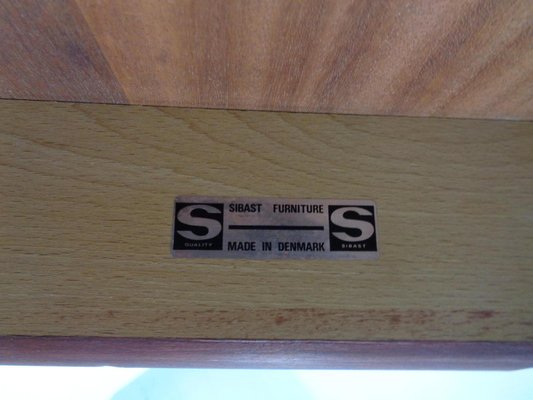 S SIBAST FURNITURE S
QUALITY MADE IN DENMARK SIBAST